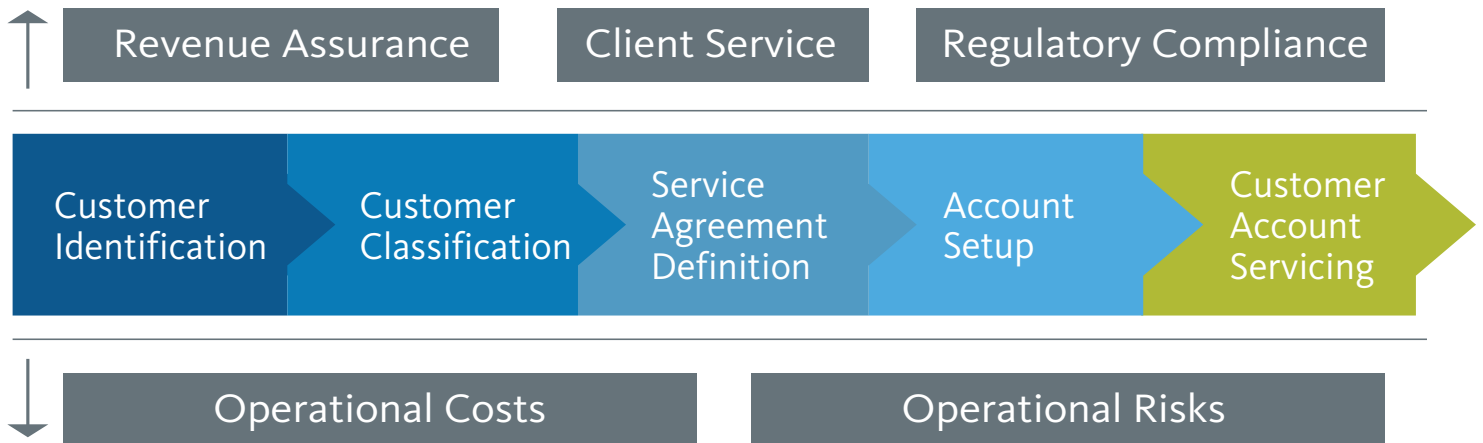 Revenue Assurance
Client Service
Regulatory Compliance
Customer
Identification
Customer
Classification
Service
Agreement
Definition
Account
Setup
Customer
Account
Servicing
Operational Costs
Operational Risks